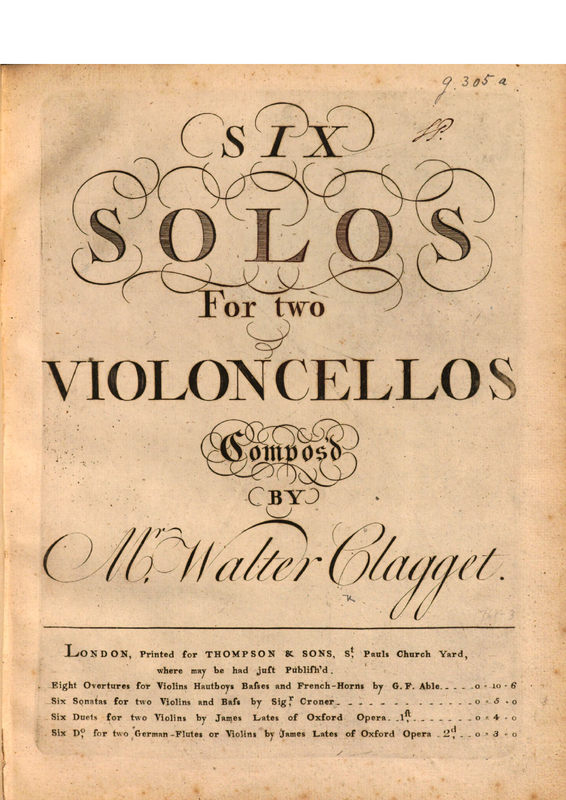 g. 305 a
SIX
SOLOS
For two
VIOLONCELLOS
Compos'd
BY
Mr. Walter Clagget.
LONDON, Printed for THOMPSON & SONS, St. Pauls Church Yard,
where may be had juſt Publiſh'd.
Eight Overtures for Violins Hautboys Baſses and French-Horns by G. F. Able. 0-10-6
Six Sonatas for two Violins and Baſs by Sigr. Croner 0-5-0
Six Duets for two Violins by James Lates of Oxford Opera 1ſt. 0-4-0
Six Do. for two German-Flutes or Violins by James Lates of Oxford Opera 2d. 0-3-0